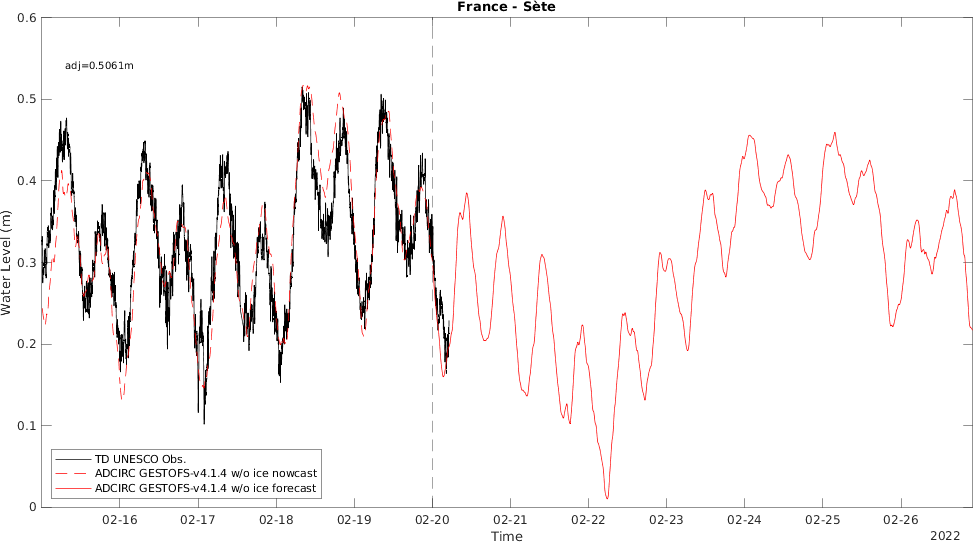 France - Sète
adj=0.5061m
0.6
0.5
0.4
0.3
0.2
0.1
0
Water Level (m)
TD UNESCO Obs.
ADCIRC GESTOFS-v4.1.4 w/o ice nowcast
ADCIRC GESTOFS-v4.1.4 w/o ice forecast
02-16 02-17 02-18 02-19 02-20 02-21 02-22 02-23 02-24 02-25 02-26
Time
2022